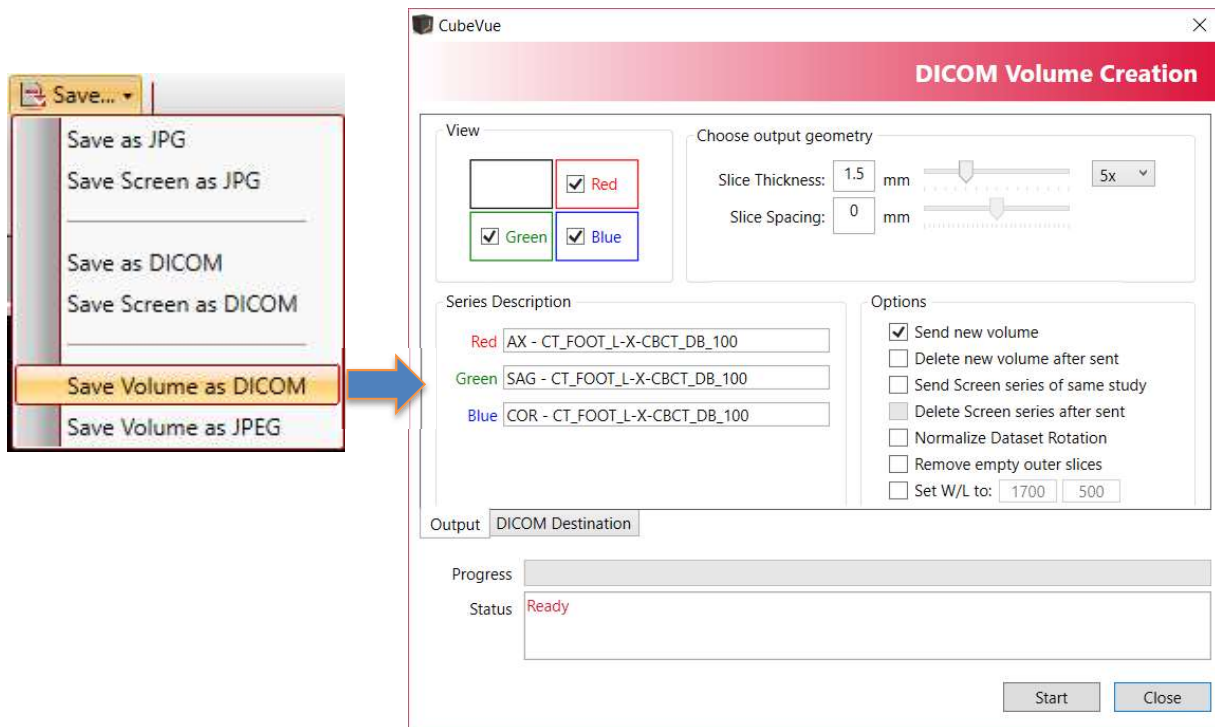 Save...
Save as JPG
Save Screen as JPG
Save as DICOM
Save Screen as DICOM
Save Volume as DICOM
Save Volume as JPEG
CubeVue
DICOM Volume Creation
View
Red
Green
Blue
Choose output geometry
Slice Thickness: 1.5 mm 5x
Slice Spacing: 0 mm
Series Description
Red AX - CT_FOOT_L-X-CBCT_DB_100
Green SAG - CT_FOOT_L-X-CBCT_DB_100
Blue COR - CT_FOOT_L-X-CBCT_DB_100
Options
Send new volume
Delete new volume after sent
Send Screen series of same study
Delete Screen series after sent
Normalize Dataset Rotation
Remove empty outer slices
Set W/L to: 1700 500
Output DICOM Destination
Progress
Status Ready
Start Close